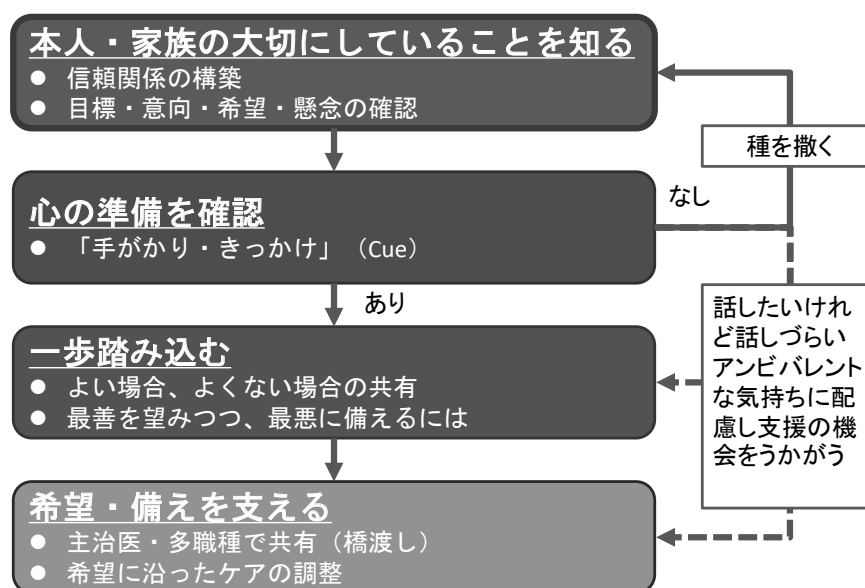 本人・家族の大切にしていることを知る
● 信頼関係の構築
● 目標・意向・希望・懸念の確認
種を撒く
心の準備を確認
● 「手がかり・きっかけ」（Cue）
なし
あり
一歩踏み込む
● よい場合、よくない場合の共有
● 最善を望みつつ、最悪に備えるには
話したいけれ
ど話しづらい
アンビバレント
な気持ちに配
慮し支援の機
会をうかがう
希望・備えを支える
● 主治医・多職種で共有（橋渡し）
● 希望に沿ったケアの調整